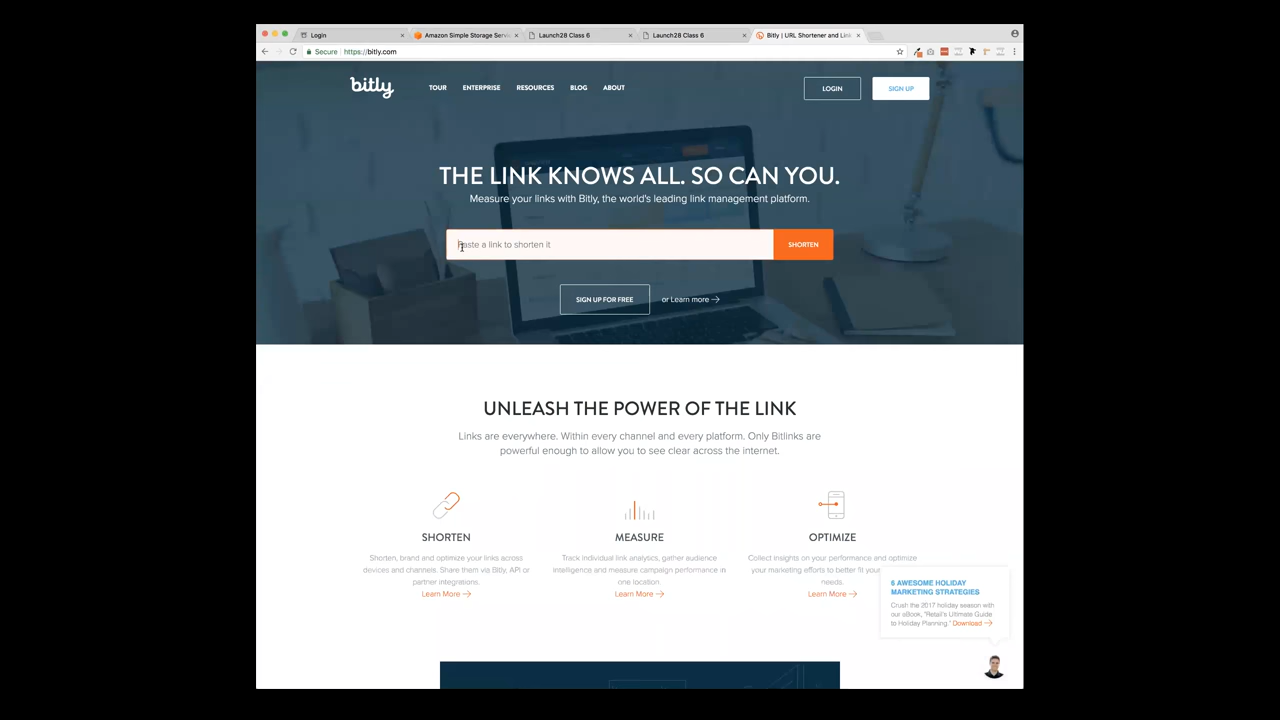 Login
Amazon Simple Storage Serv
Launch28 Class 6
Launch28 Class 6
Bitly | URL Shortener and Link
Secure
https://bitly.com
bitly
TOUR
ENTERPRISE
RESOURCES
BLOG
ABOUT
LOGIN
SIGN UP
THE LINK KNOWS ALL. SO CAN YOU.
Measure your links with Bitly, the world's leading link management platform.
Paste a link to shorten it
SHORTEN
SIGN UP FOR FREE
or Learn more →
UNLEASH THE POWER OF THE LINK
Links are everywhere. Within every channel and every platform. Only Bitlinks are
powerful enough to allow you to see clear across the internet.
SHORTEN
Shorten, brand and optimize your links across
devices and channels. Share them via Bitly, API or
partner integrations.
Learn More →
MEASURE
Track individual link analytics, gather audience
intelligence and measure campaign performance in
one location.
Learn More →
OPTIMIZE
Collect insights on your performance and optimize
your marketing efforts to better fit your
needs.
Learn More →
6 AWESOME HOLIDAY
MARKETING STRATEGIES
Crush the 2017 holiday season with
our eBook, "Retail's Ultimate Guide
to Holiday Planning." Download →